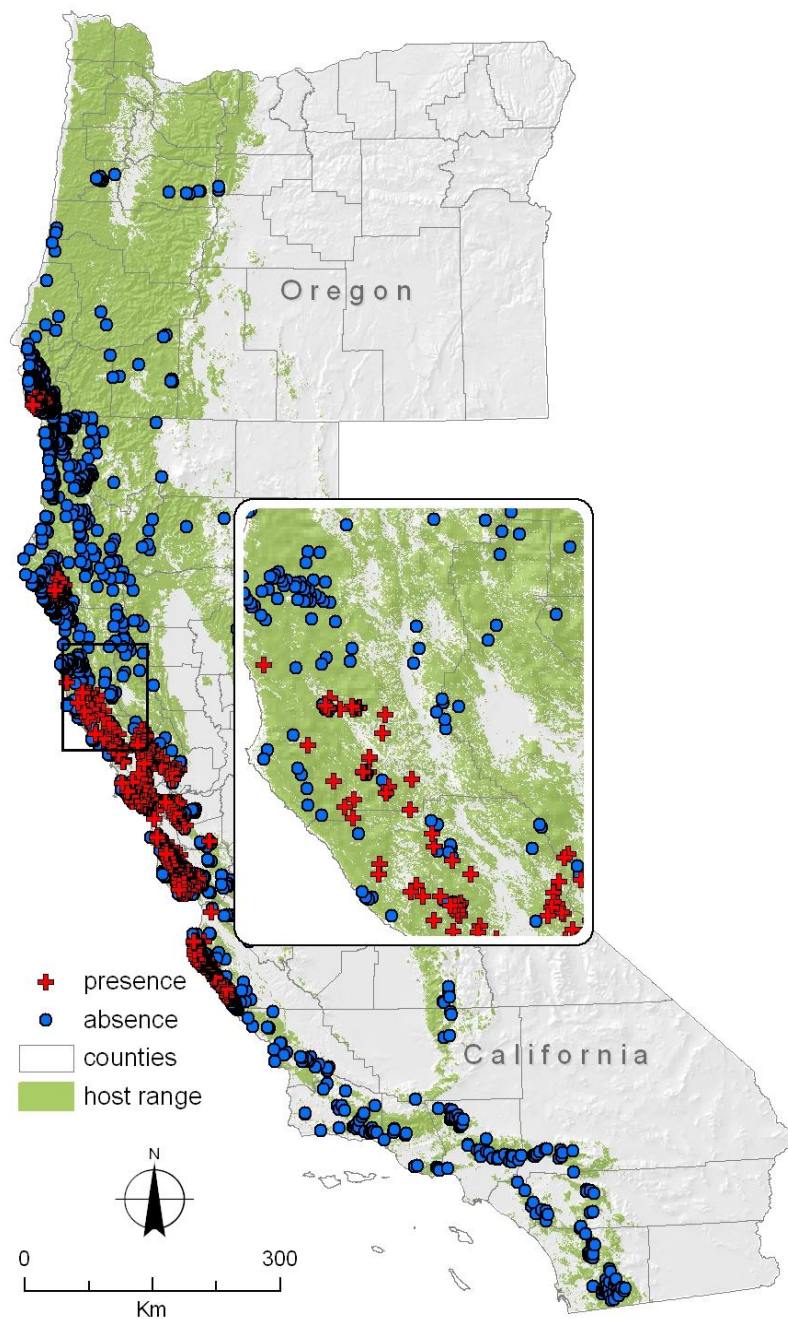 Oregon
presence
absence
counties
host range
California
N
0 300
Km